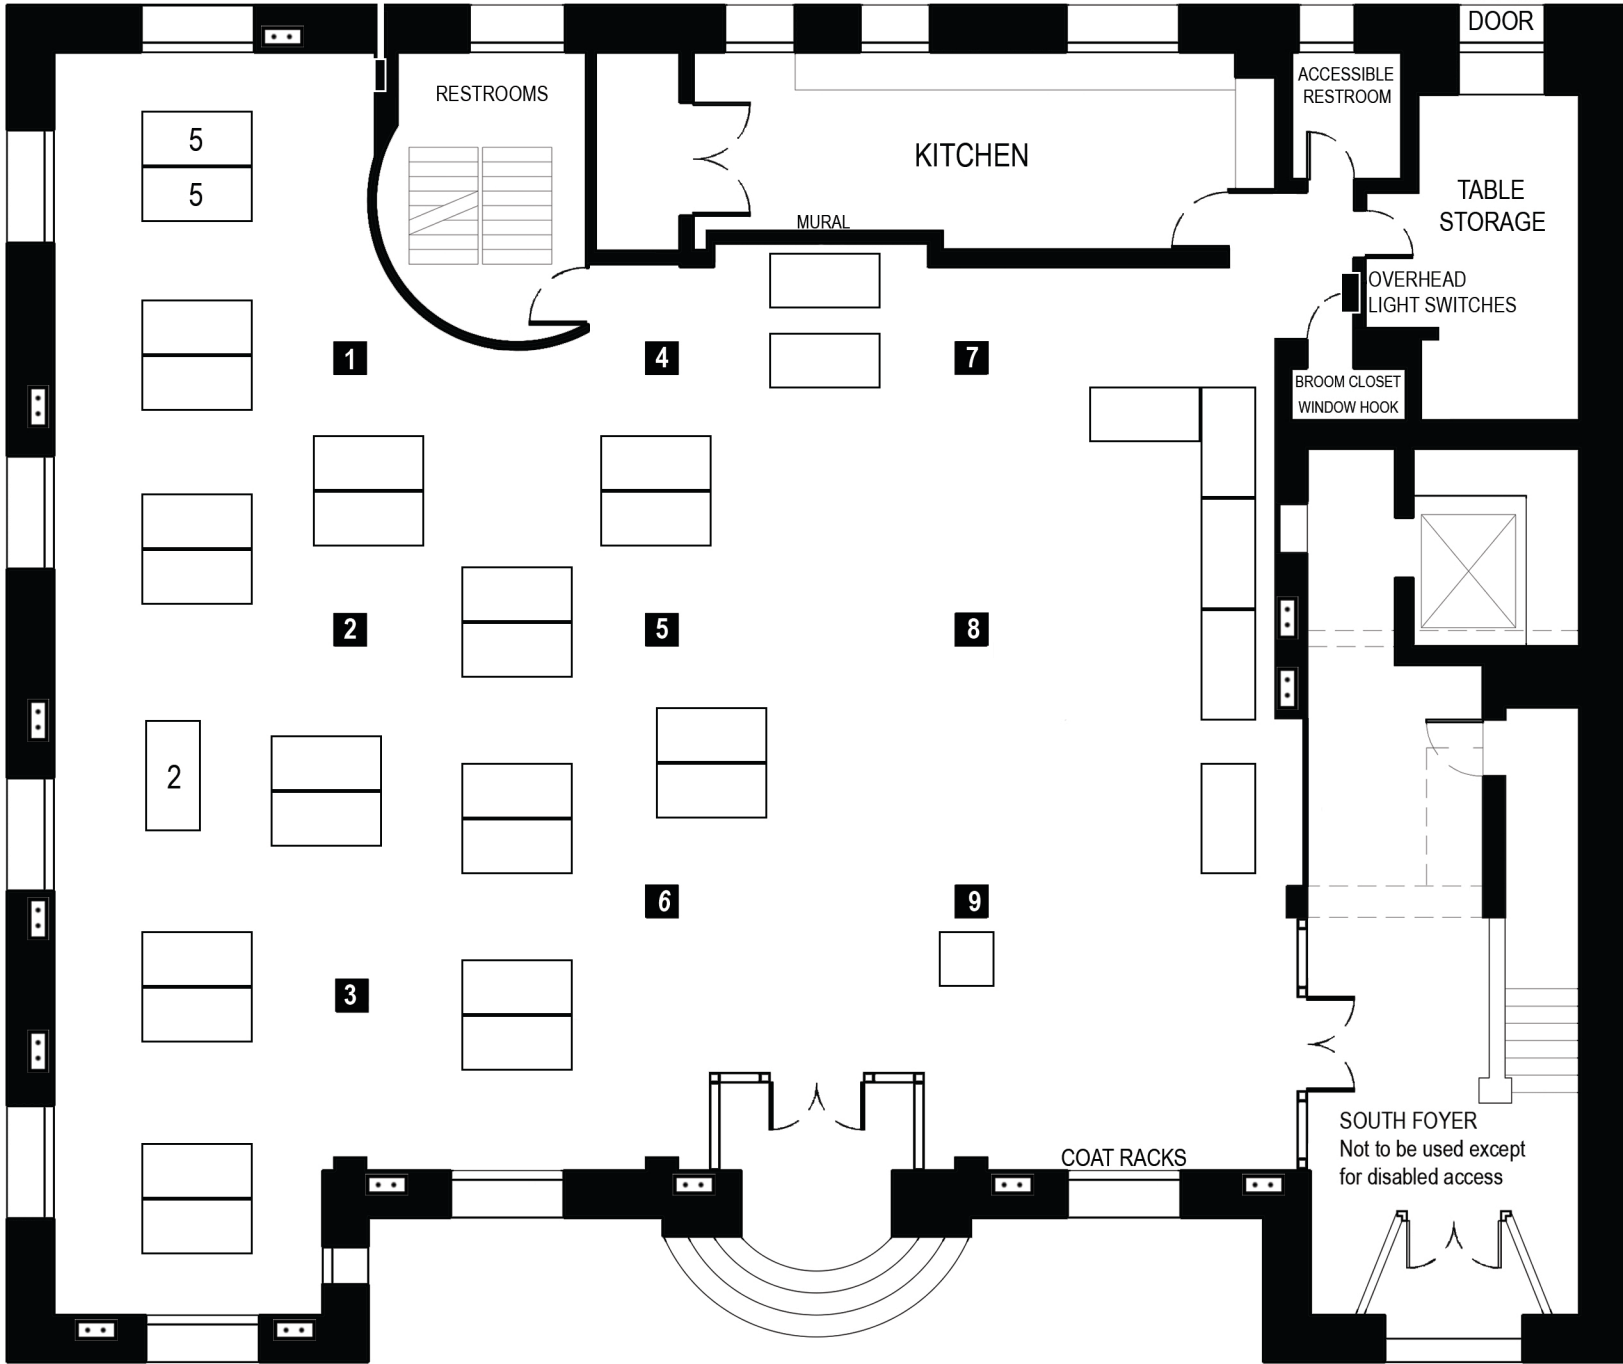 DOOR
ACCESSIBLE
RESTROOM
RESTROOMS
5
5
KITCHEN
TABLE
STORAGE
MURAL
OVERHEAD
LIGHT SWITCHES
1
4
7
BROOM CLOSET
WINDOW HOOK
2
5
8
2
6
9
3
SOUTH FOYER
Not to be used except
for disabled access
COAT RACKS